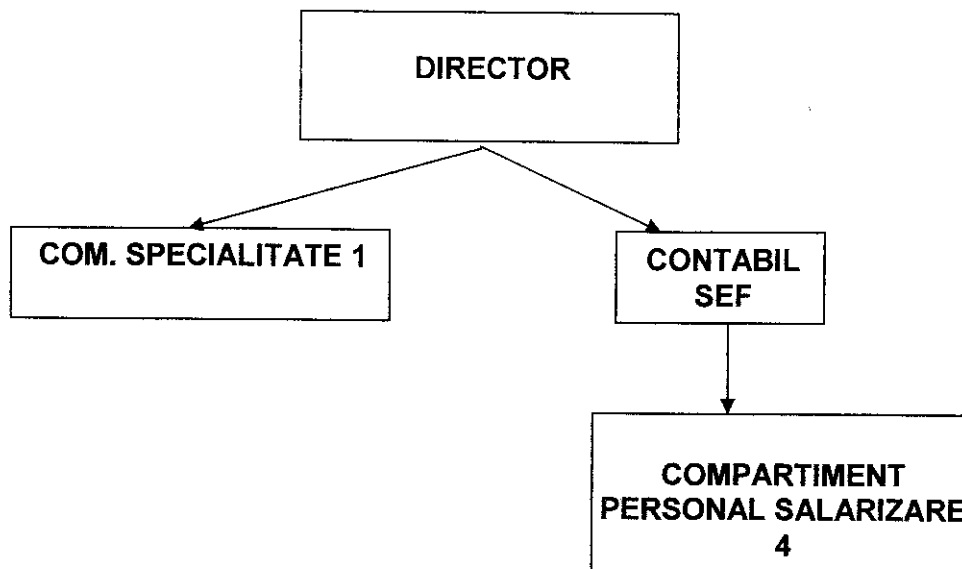 DIRECTOR
COM. SPECIALITATE 1
CONTABIL
SEF
COMPARTIMENT
PERSONAL SALARIZARE
4